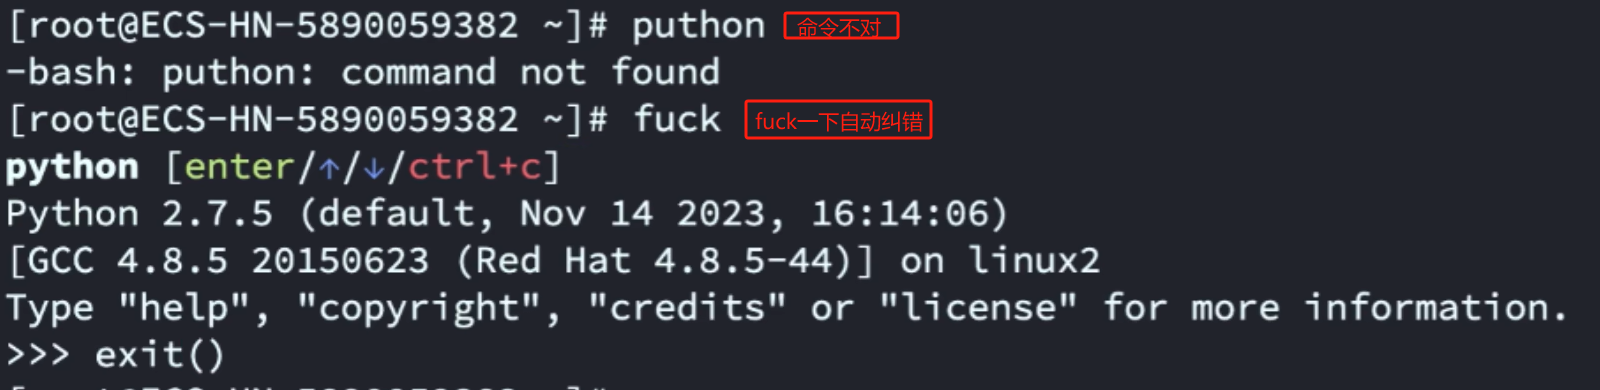 [root@ECS-HN-5890059382 ~]# puthon 命令不对
-bash: puthon: command not found
[root@ECS-HN-5890059382 ~]# fuck fuck一下自动纠错
python [enter/↑/↓/ctrl+c]
Python 2.7.5 (default, Nov 14 2023, 16:14:06)
[GCC 4.8.5 20150623 (Red Hat 4.8.5-44)] on linux2
Type "help", "copyright", "credits" or "license" for more information.
>>> exit()